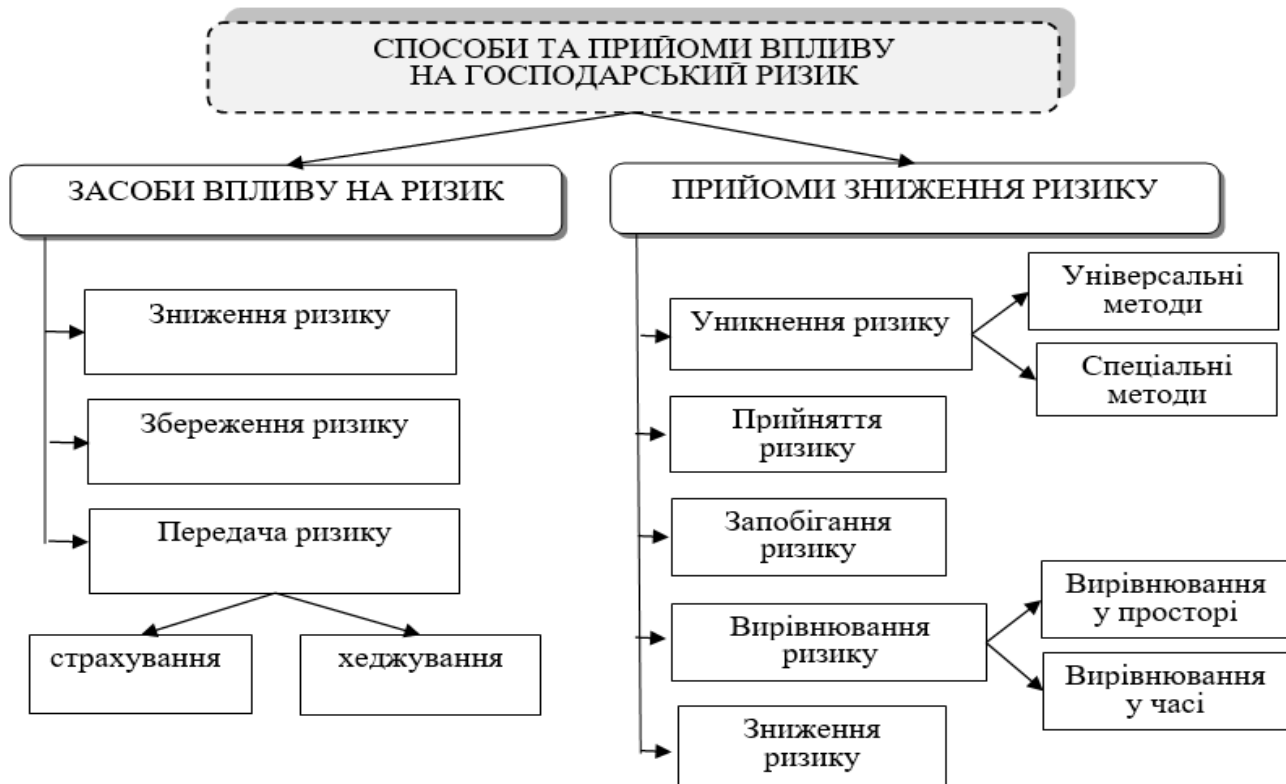 СПОСОБИ ТА ПРИЙОМИ ВПЛИВУ
НА ГОСПОДАРСЬКИЙ РИЗИК
ЗАСОБИ ВПЛИВУ НА РИЗИК
Зниження ризику
Збереження ризику
Передача ризику
страхування
хеджування
ПРИЙОМИ ЗНИЖЕННЯ РИЗИКУ
Уникнення ризику
Універсальні
методи
Спеціальні
методи
Прийняття
ризику
Запобігання
ризику
Вирівнювання
ризику
Вирівнювання
у просторі
Вирівнювання
у часі
Зниження
ризику